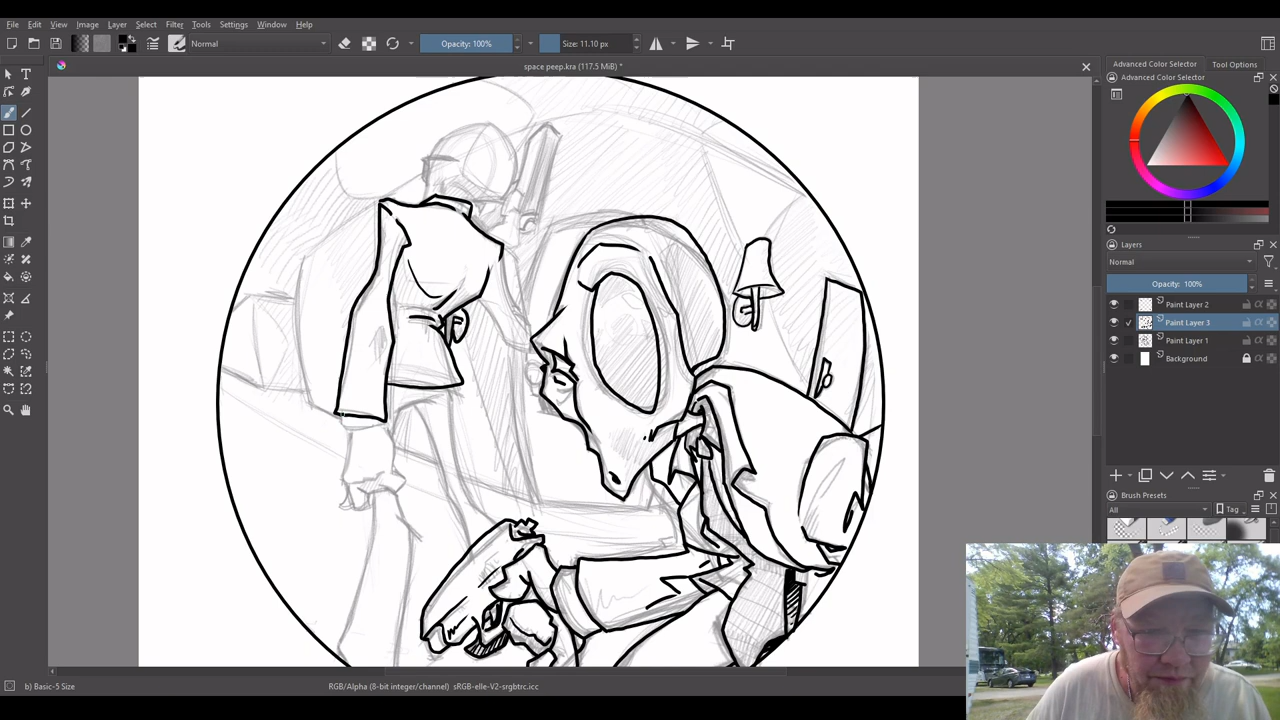 File Edit View Image Layer Select Filter Tools Settings Window Help
Normal Opacity: 100% Size: 11.10 px
space peep.kra (117.5 MiB) *
Advanced Color Selector Tool Options
Advanced Color Selector
Layers
Normal
Opacity: 100%
Paint Layer 2
Paint Layer 3
Paint Layer 1
Background
Brush Presets
All Tag
b) Basic-5 Size RGB/Alpha (8-bit integer/channel) sRGB-elle-V2-srgbtrc.icc